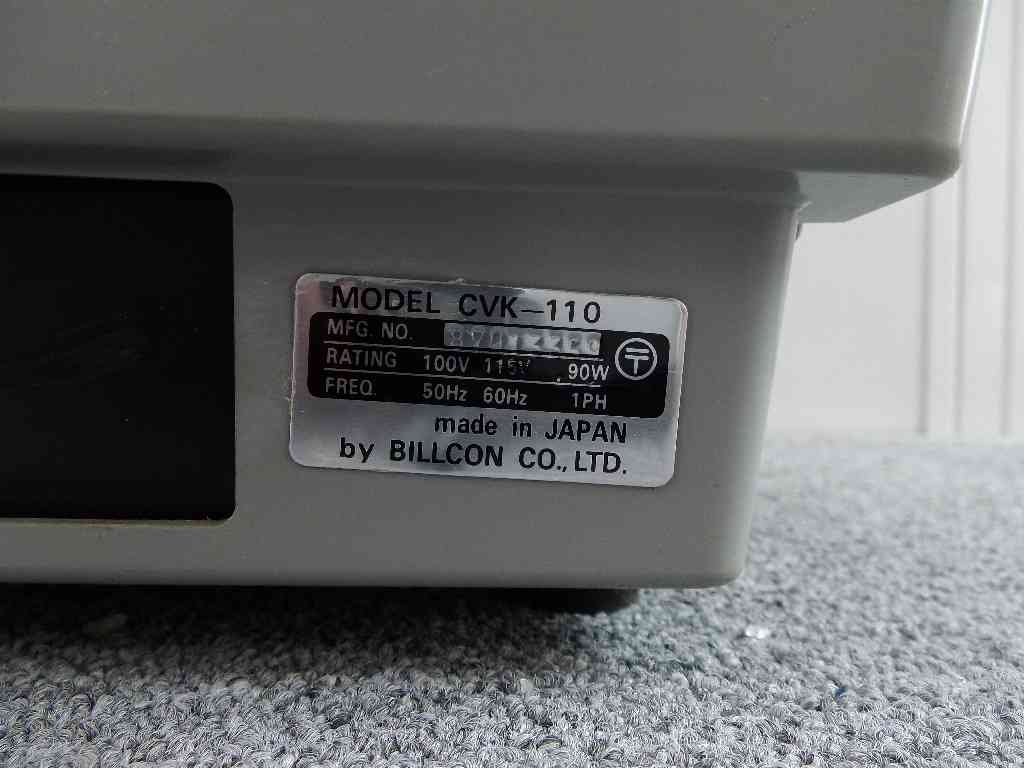 MODEL CVK-110
MFG. NO.
RATING 100V 115V 90W
FREQ. 50Hz 60Hz 1PH
made in JAPAN
by BILLCON CO., LTD.